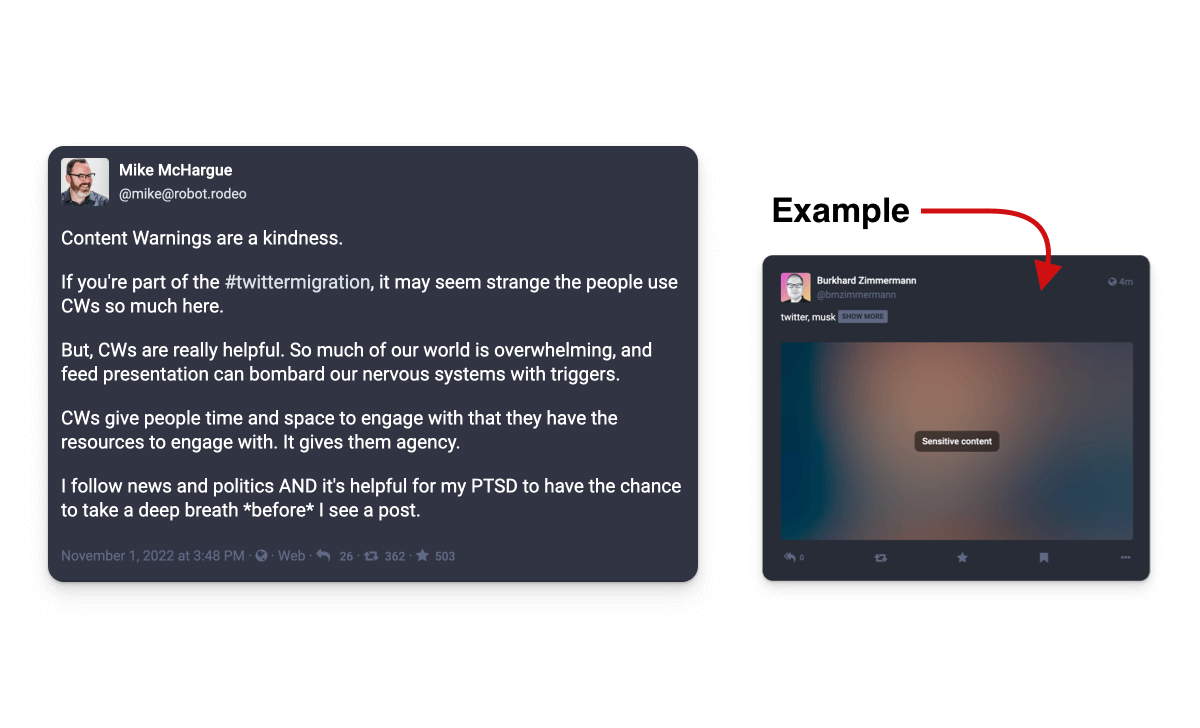 Mike McHargue
@mike@robot.rodeo
Content Warnings are a kindness.
If you're part of the #twittermigration, it may seem strange the people use
CWs so much here.
But, CWs are really helpful. So much of our world is overwhelming, and
feed presentation can bombard our nervous systems with triggers.
CWs give people time and space to engage with that they have the
resources to engage with. It gives them agency.
I follow news and politics AND it's helpful for my PTSD to have the chance
to take a deep breath *before* I see a post.
November 1, 2022 at 3:48 PM · · Web · 26 · 362 · 503
Example
Burkhard Zimmermann
@bmzimmermann
4m
twitter, musk SHOW MORE
Sensitive content
0